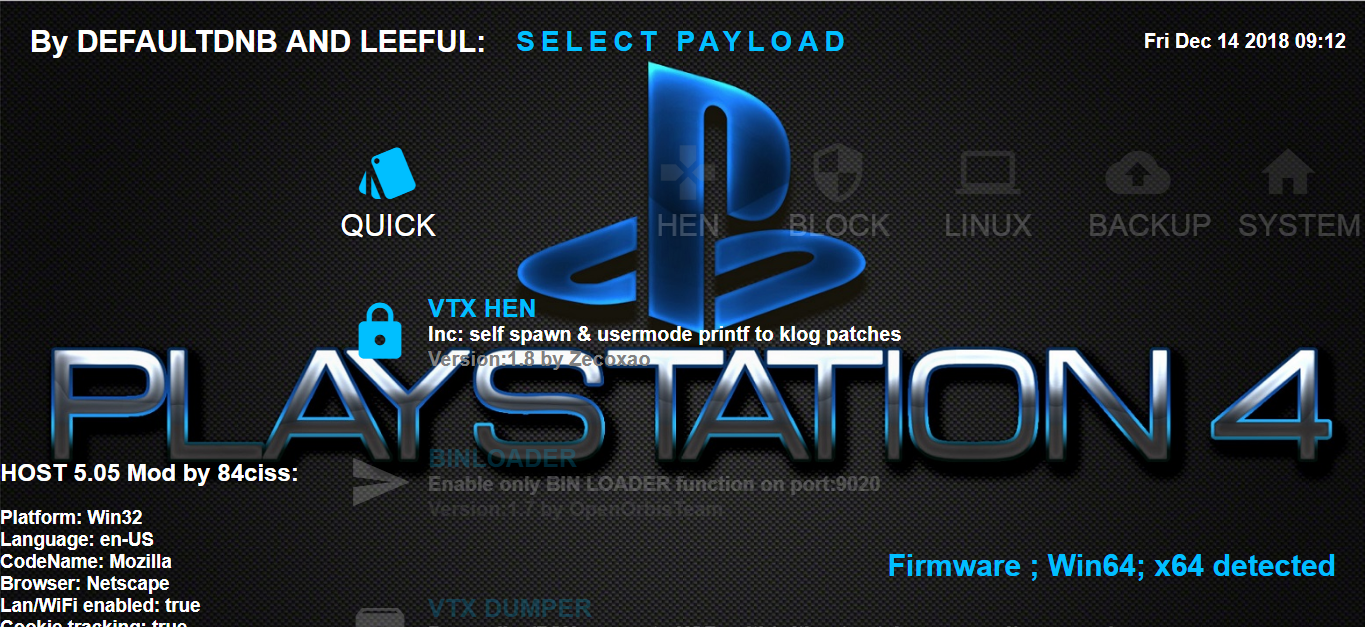 By DEFAULTDNB AND LEEFUL: SELECT PAYLOAD Fri Dec 14 2018 09:12
QUICK HEN BLOCK LINUX BACKUP SYSTEM
VTX HEN
Inc: self spawn & usermode printf to klog patches
Version:1.8 by Zecoxao
PLAYSTATION 4
BINLOADER
HOST 5.05 Mod by 84ciss:
Enable only BIN LOADER function on port:9020
Version:1.7 by OpenOrbisTeam
Platform: Win32
Language: en-US
CodeName: Mozilla
Firmware ; Win64; x64 detected
Browser: Netscape
Lan/WiFi enabled: true
VTX DUMPER
Cookie tracking: true